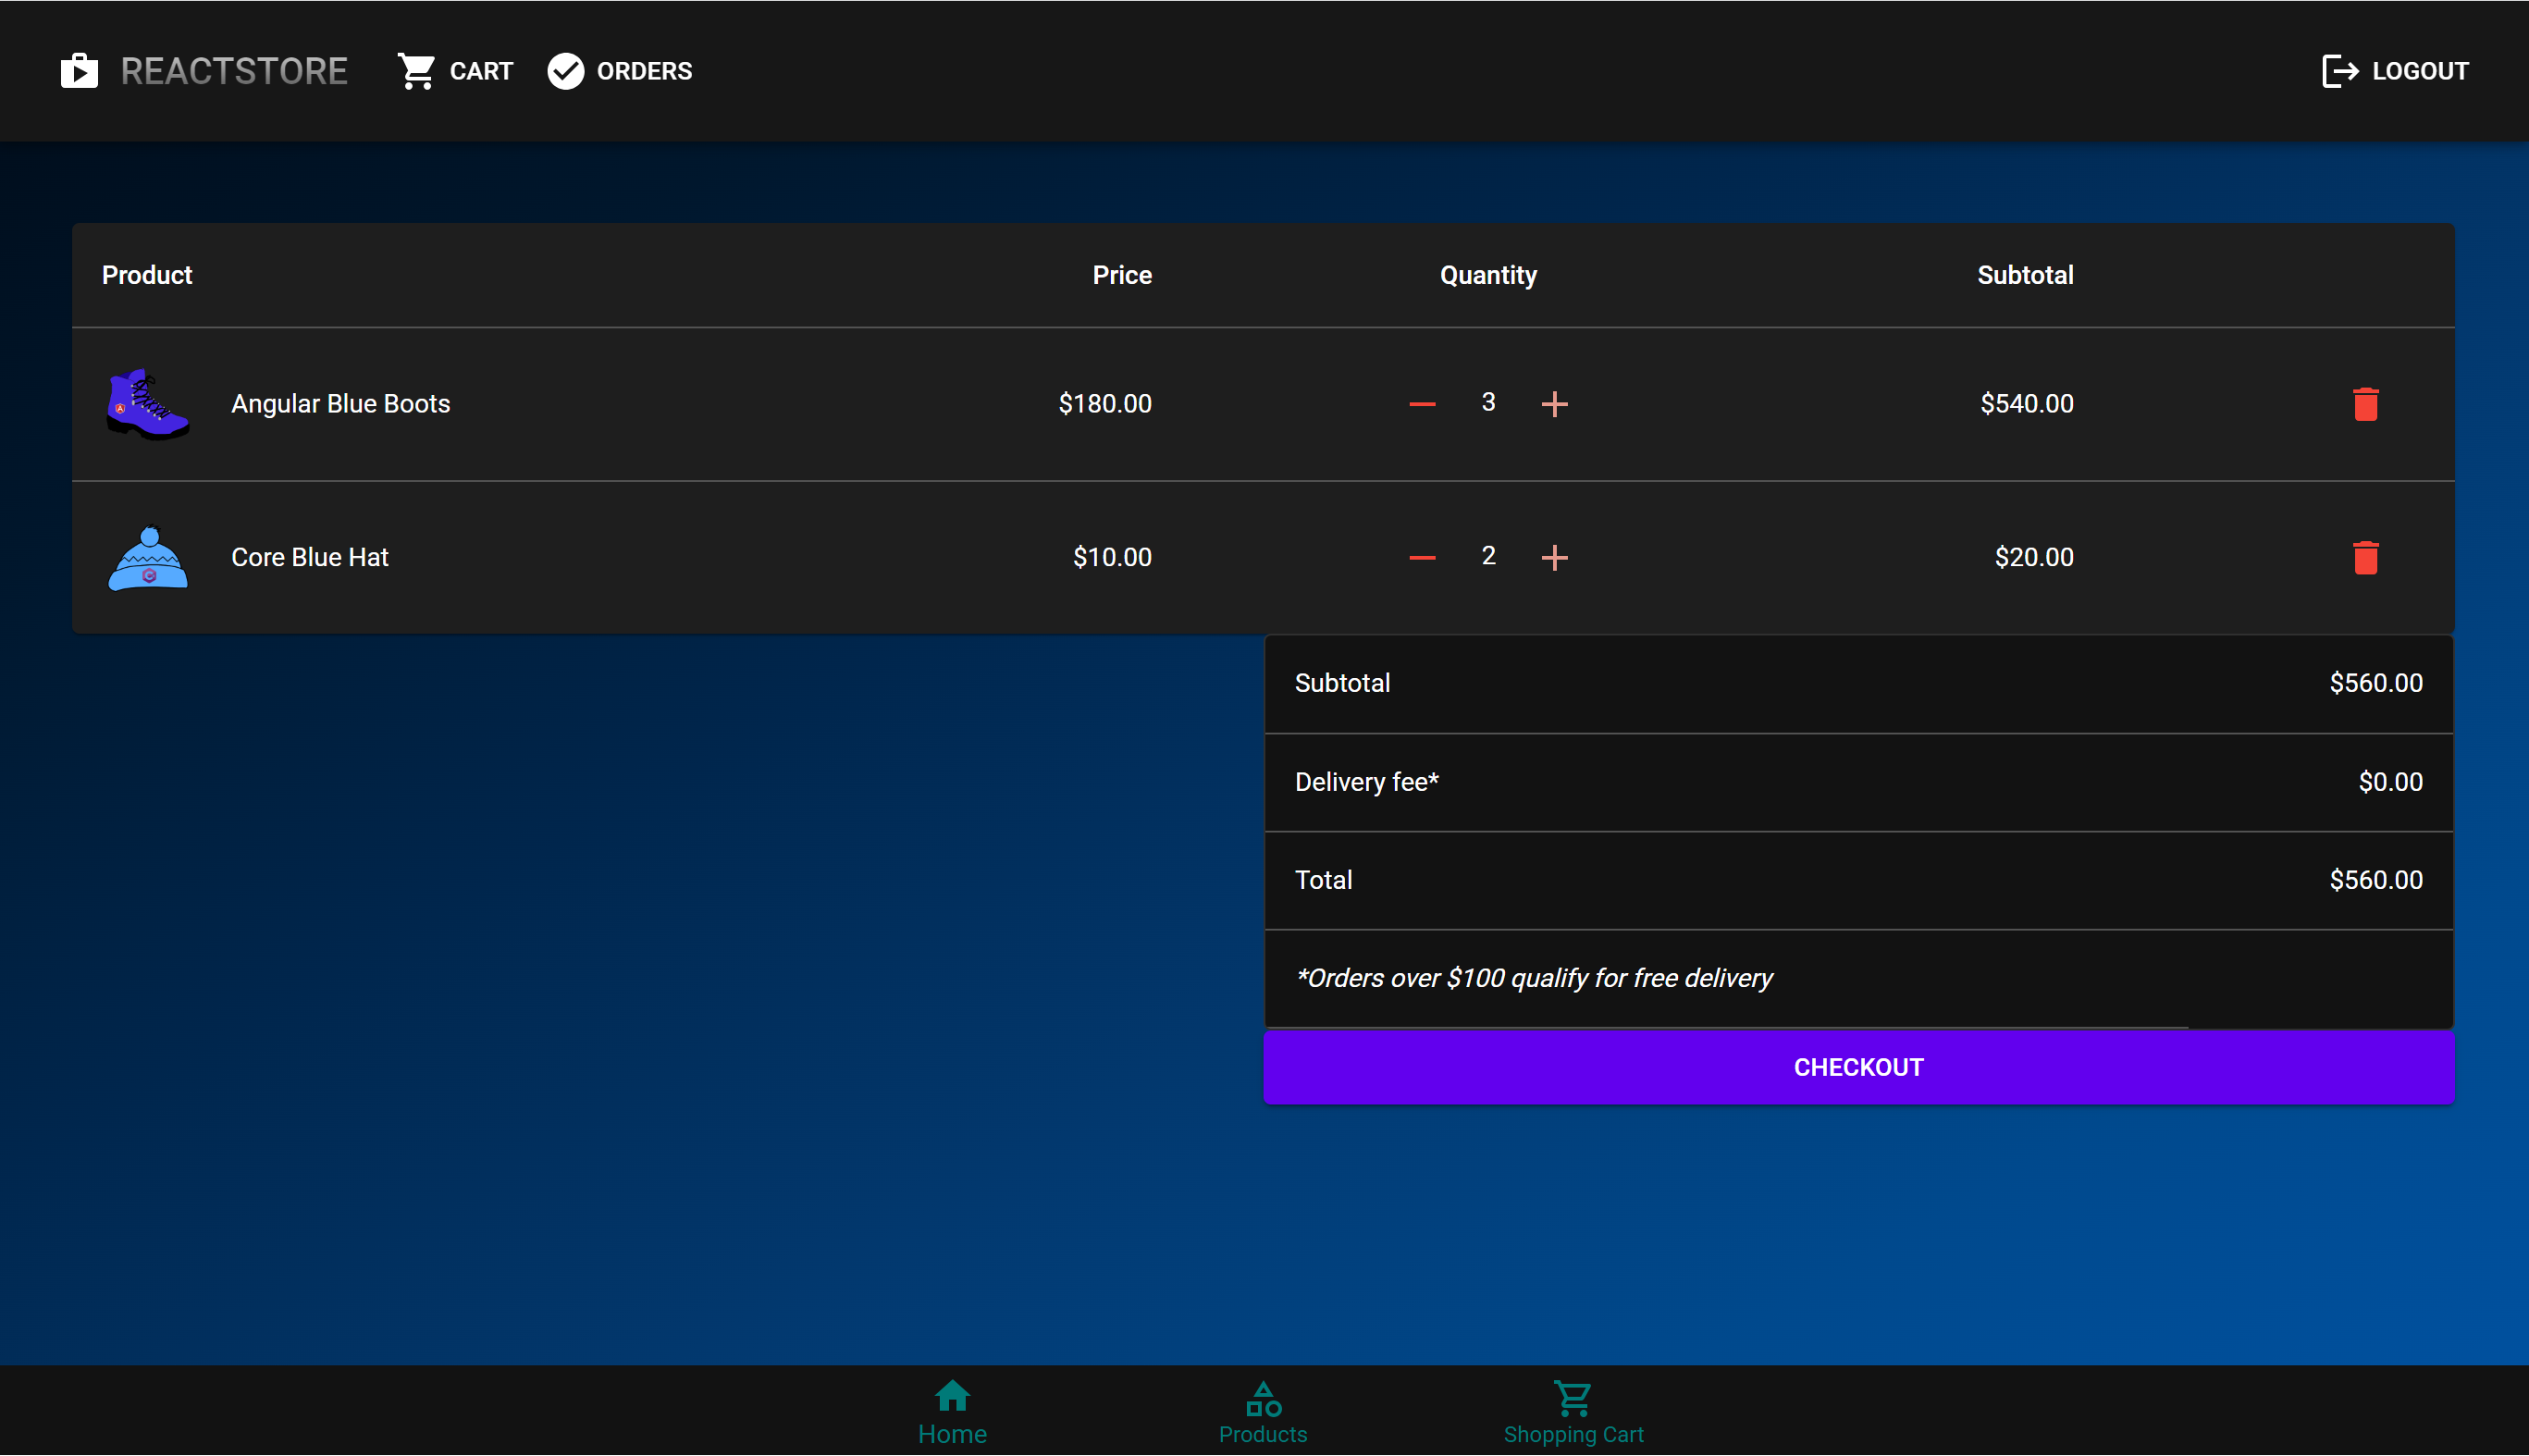 REACTSTORE CART ORDERS LOGOUT
Product Price Quantity Subtotal
Angular Blue Boots $180.00 3 $540.00
Core Blue Hat $10.00 2 $20.00
Subtotal $560.00
Delivery fee* $0.00
Total $560.00
*Orders over $100 qualify for free delivery
CHECKOUT
Home Products Shopping Cart